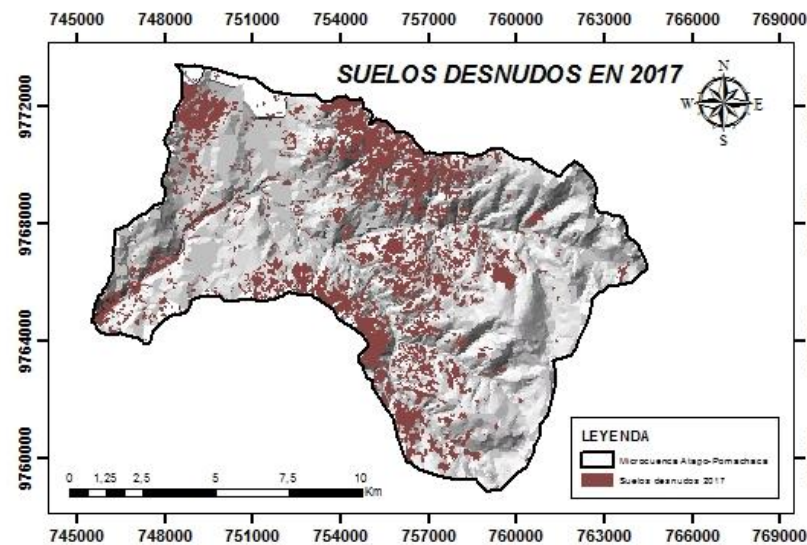 745000 748000 751000 754000 757000 760000 763000 766000 769000
SUELOS DESNUDOS EN 2017
N
W E
S
9772000
9768000
9764000
9760000
LEYENDA
Microcuenca Alapo-Pomachaca
Suelos desnudos 2017
0 1,25 2,5 5 7,5 10
Km
745000 748000 751000 754000 757000 760000 763000 766000 769000